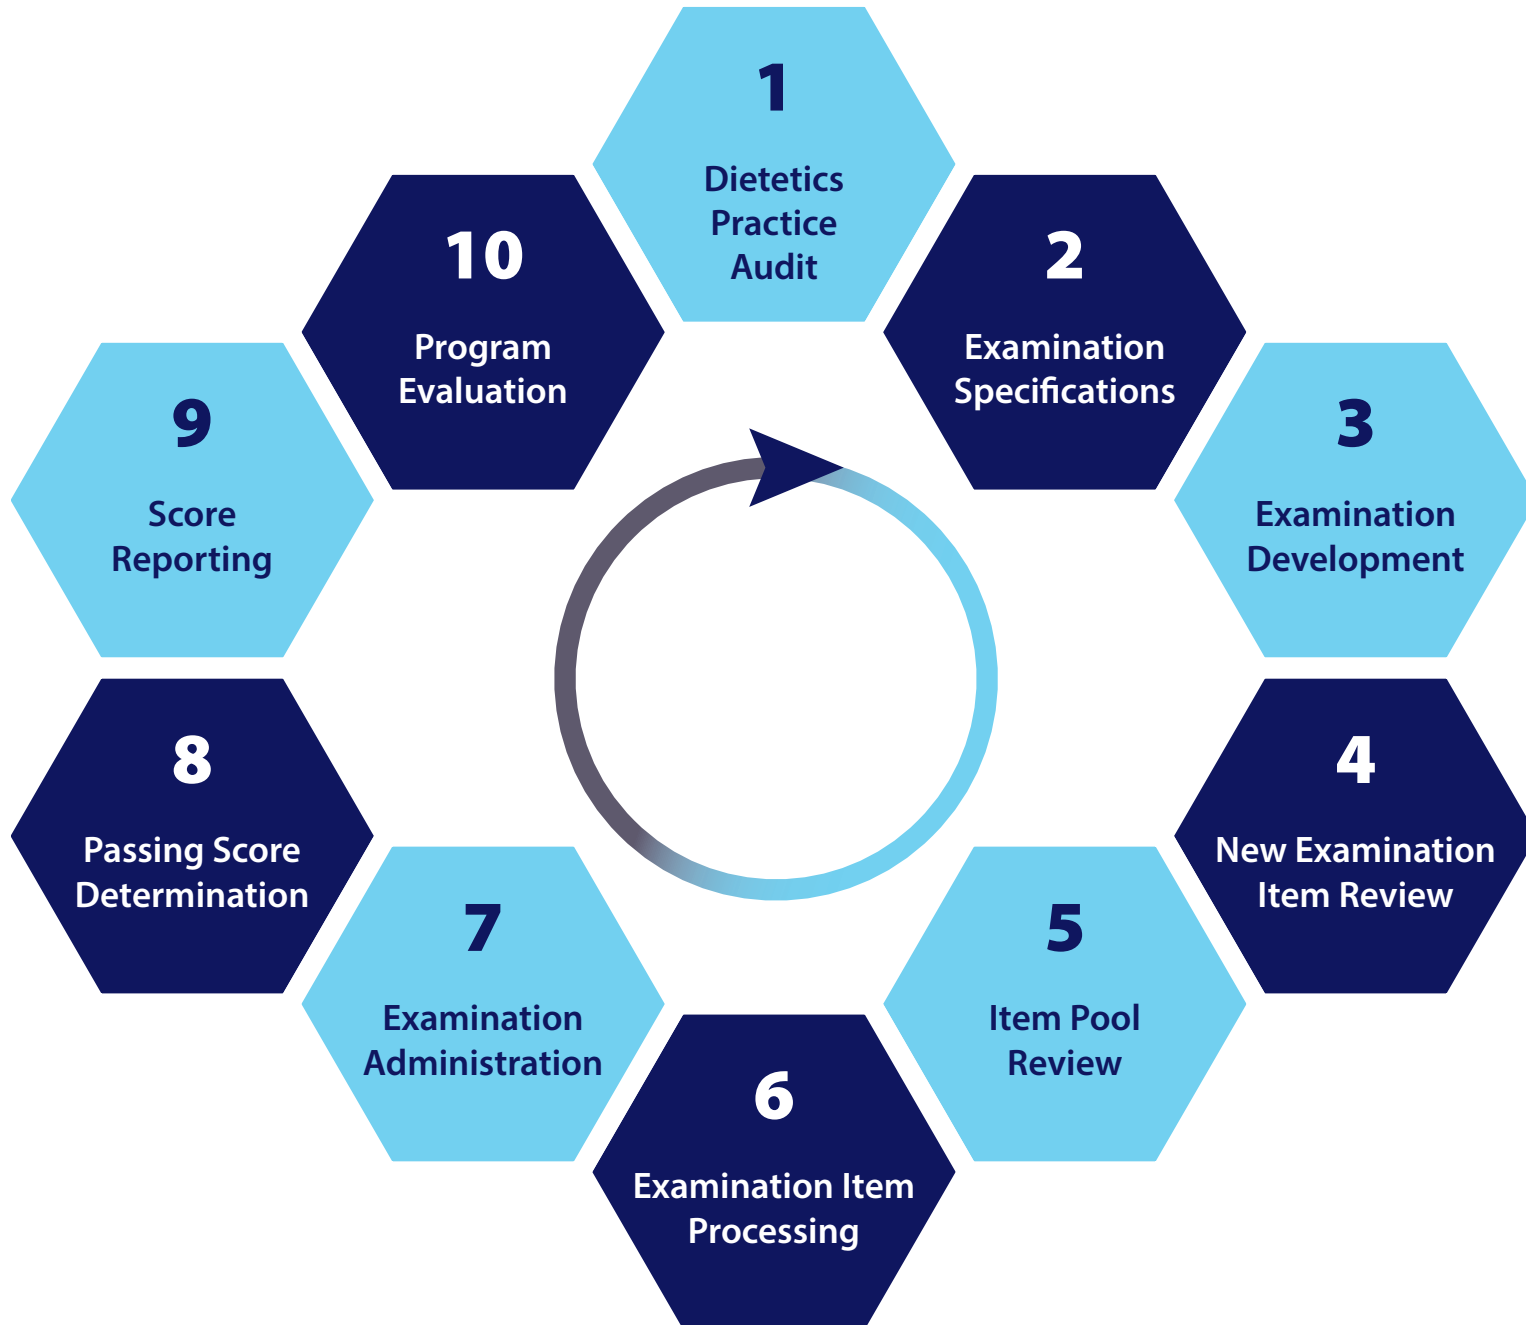 1
Dietetics
Practice
Audit
2
Examination
Specifications
3
Examination
Development
4
New Examination
Item Review
5
Item Pool
Review
6
Examination Item
Processing
7
Examination
Administration
8
Passing Score
Determination
9
Score
Reporting
10
Program
Evaluation